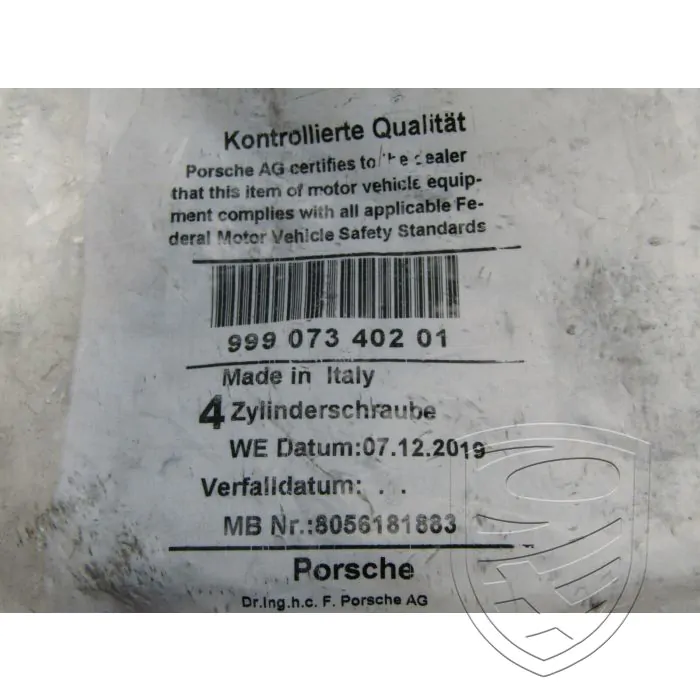 Kontrollierte Qualität
Porsche AG certifies to the dealer
that this item of motor vehicle equip-
ment complies with all applicable Fe-
deral Motor Vehicle Safety Standards
999 073 402 01
Made in Italy
4 Zylinderschraube
WE Datum:07.12.2019
Verfalldatum: . .
MB Nr.:8056181883
Porsche
Dr.Ing.h.c. F. Porsche AG